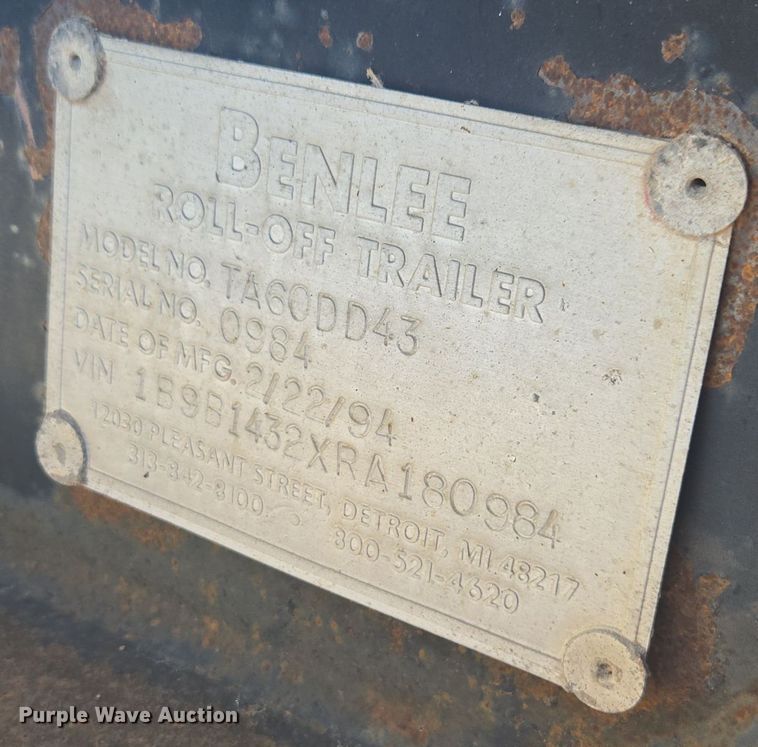 BENLEE
ROLL-OFF TRAILER
MODEL NO. TA60DD43
SERIAL NO. 0984
DATE OF MFG. 2/22/94
VIN 1B9B1432XRA180984
12030 PLEASANT STREET, DETROIT, MI. 48217
313-842-8100 800-521-4620
Purple Wave Auction